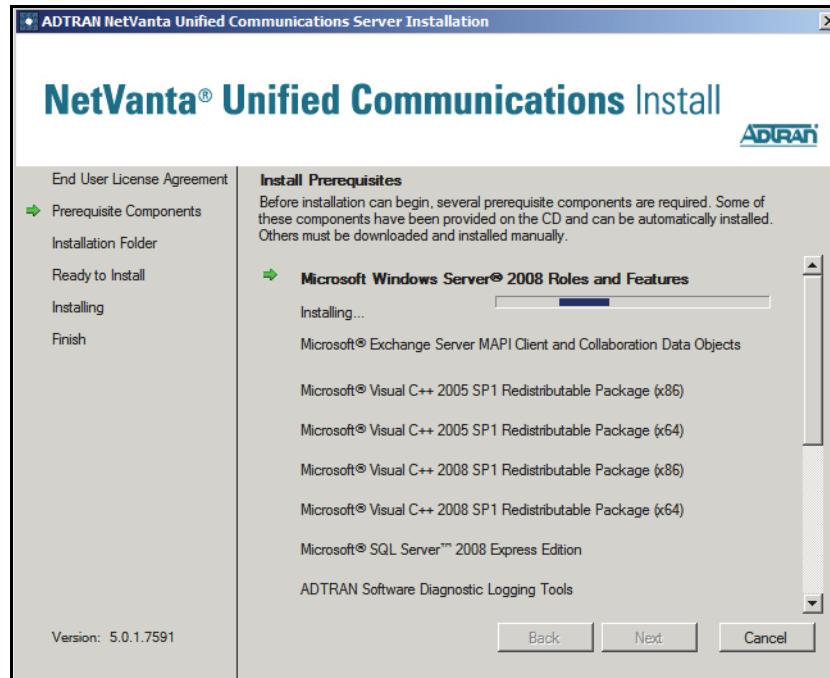 ADTRAN NetVanta Unified Communications Server Installation
NetVanta® Unified Communications Install
ADTRAN
End User License Agreement
Prerequisite Components
Installation Folder
Ready to Install
Installing
Finish
Install Prerequisites
Before installation can begin, several prerequisite components are required. Some of
these components have been provided on the CD and can be automatically installed.
Others must be downloaded and installed manually.
Microsoft Windows Server® 2008 Roles and Features
Installing...
Microsoft® Exchange Server MAPI Client and Collaboration Data Objects
Microsoft® Visual C++ 2005 SP1 Redistributable Package (x86)
Microsoft® Visual C++ 2005 SP1 Redistributable Package (x64)
Microsoft® Visual C++ 2008 SP1 Redistributable Package (x86)
Microsoft® Visual C++ 2008 SP1 Redistributable Package (x64)
Microsoft® SQL Server™ 2008 Express Edition
ADTRAN Software Diagnostic Logging Tools
Version: 5.0.1.7591
Back
Next
Cancel